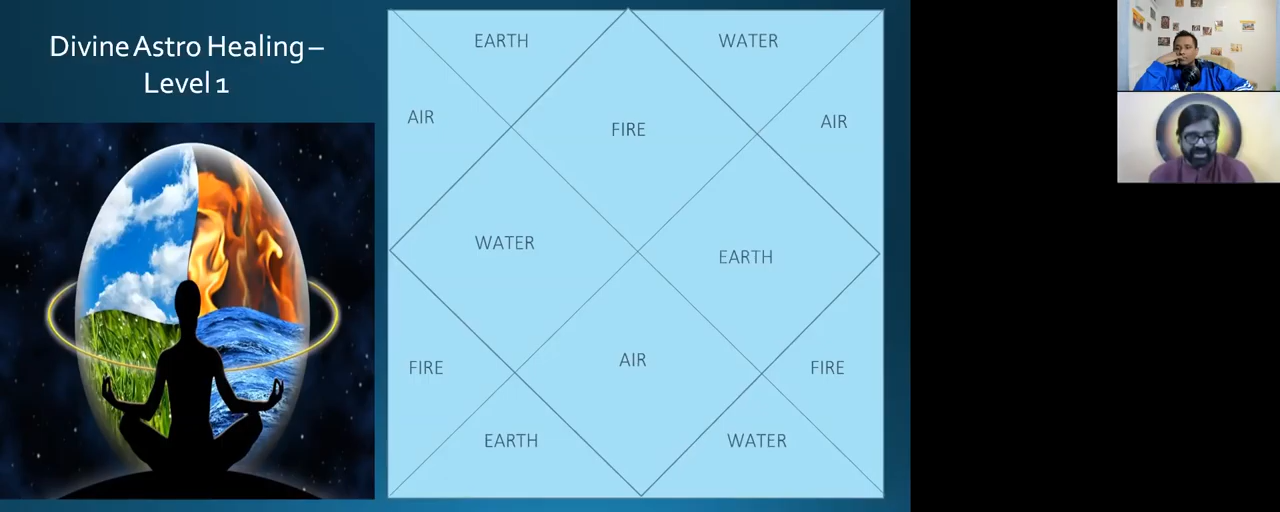 Divine Astro Healing –
Level 1
EARTH
WATER
AIR
FIRE
AIR
WATER
EARTH
FIRE
AIR
FIRE
EARTH
WATER